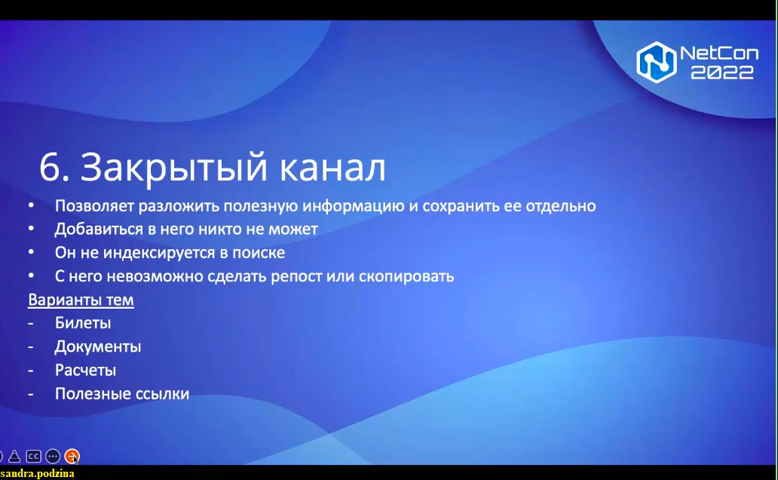 NetCon
2022
6. Закрытый канал
• Позволяет разложить полезную информацию и сохранить ее отдельно
• Добавиться в него никто не может
• Он не индексируется в поиске
• С него невозможно сделать репост или скопировать
Варианты тем
- Билеты
- Документы
- Расчеты
- Полезные ссылки
CC
sandra.podzina